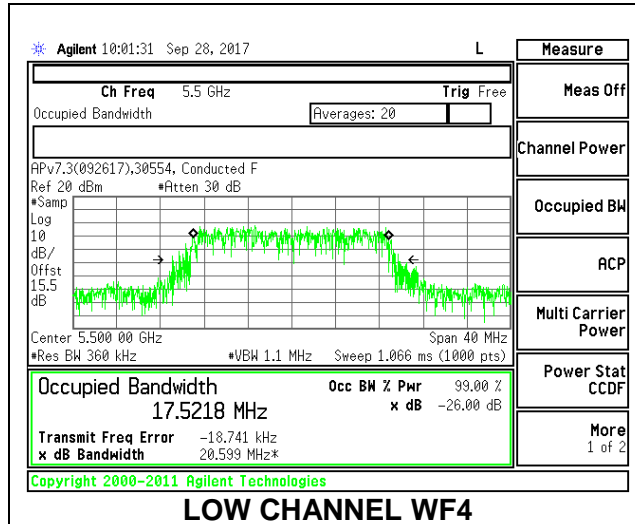 Agilent 10:01:31 Sep 28, 2017 L
Measure
Ch Freq 5.5 GHz Trig Free
Meas Off
Occupied Bandwidth Averages: 20
Channel Power
APv7.3(092617),30554, Conducted F
Ref 20 dBm #Atten 30 dB
#Samp
Log
10
dB/
Offst
15.5
dB
Occupied BW
ACP
Multi Carrier
Power
Center 5.500 00 GHz Span 40 MHz
#Res BW 360 kHz #VBW 1.1 MHz Sweep 1.066 ms (1000 pts)
Power Stat
CCDF
Occupied Bandwidth Occ BW % Pwr 99.00 %
17.5218 MHz x dB -26.00 dB
Transmit Freq Error -18.741 kHz
x dB Bandwidth 20.599 MHz*
More
1 of 2
Copyright 2000-2011 Agilent Technologies
LOW CHANNEL WF4